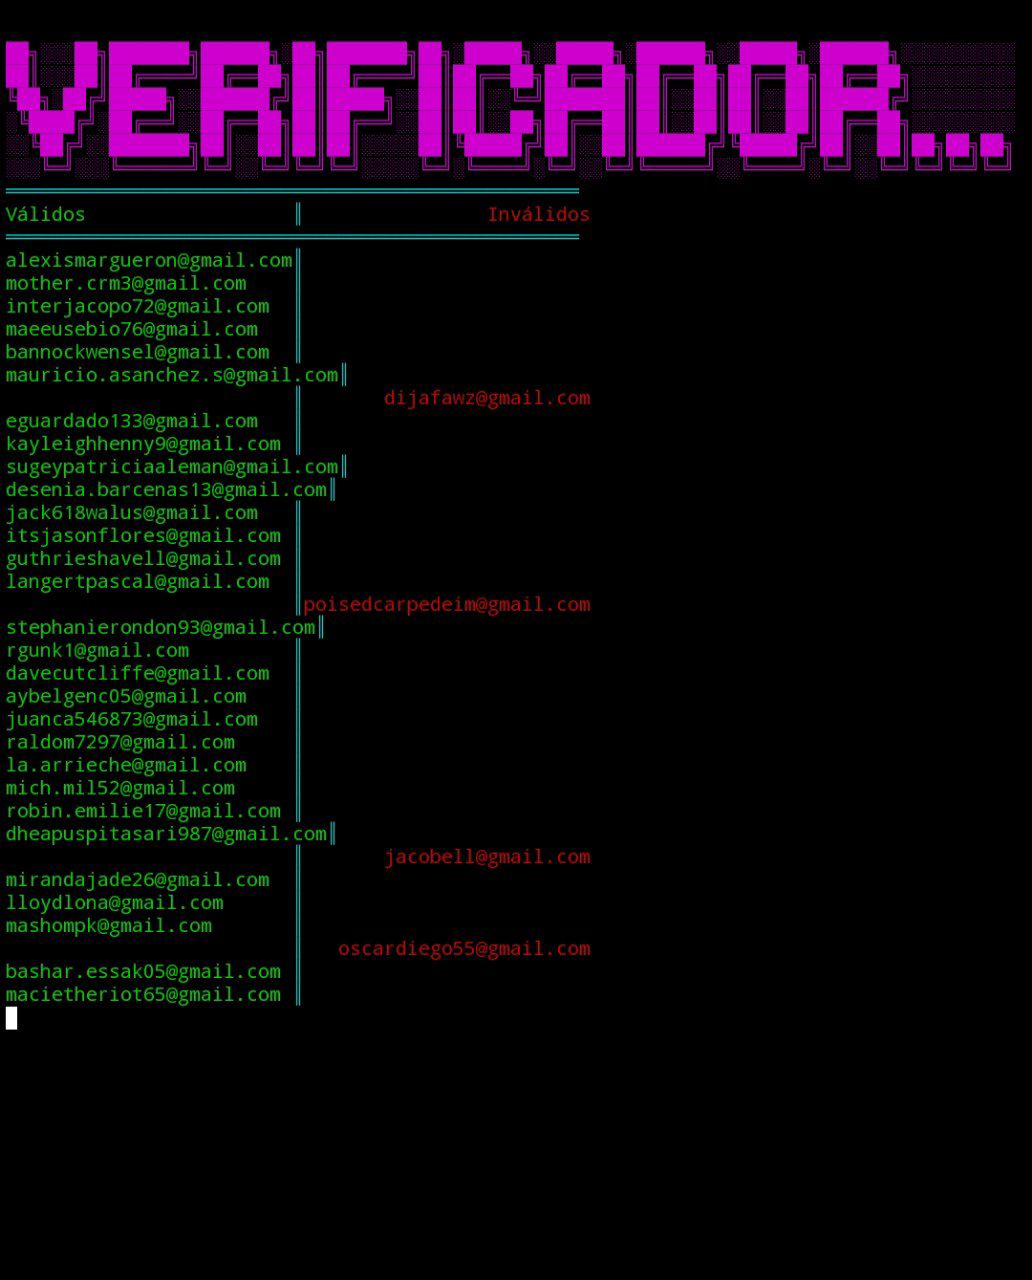 VERIFICADOR...
Válidos ║ Inválidos
alexismargueron@gmail.com║
mother.crm3@gmail.com ║
interjacopo72@gmail.com ║
maeeusebio76@gmail.com ║
bannockwensel@gmail.com ║
mauricio.asanchez.s@gmail.com║
║ dijafawz@gmail.com
eguardado133@gmail.com ║
kayleighhenny9@gmail.com ║
sugeypatriciaaleman@gmail.com║
desenia.barcenas13@gmail.com║
jack618walus@gmail.com ║
itsjasonflores@gmail.com ║
guthrieshavell@gmail.com ║
langertpascal@gmail.com ║
║poisedcarpedeim@gmail.com
stephanierondon93@gmail.com║
rgunk1@gmail.com ║
davecutcliffe@gmail.com ║
aybelgenc05@gmail.com ║
juanca546873@gmail.com ║
raldom7297@gmail.com ║
la.arrieche@gmail.com ║
mich.mil52@gmail.com ║
robin.emilie17@gmail.com ║
dheapuspitasari987@gmail.com║
║ jacobell@gmail.com
mirandajade26@gmail.com ║
lloydlona@gmail.com ║
mashompk@gmail.com ║
║ oscardiego55@gmail.com
bashar.essak05@gmail.com ║
macietheriot65@gmail.com ║